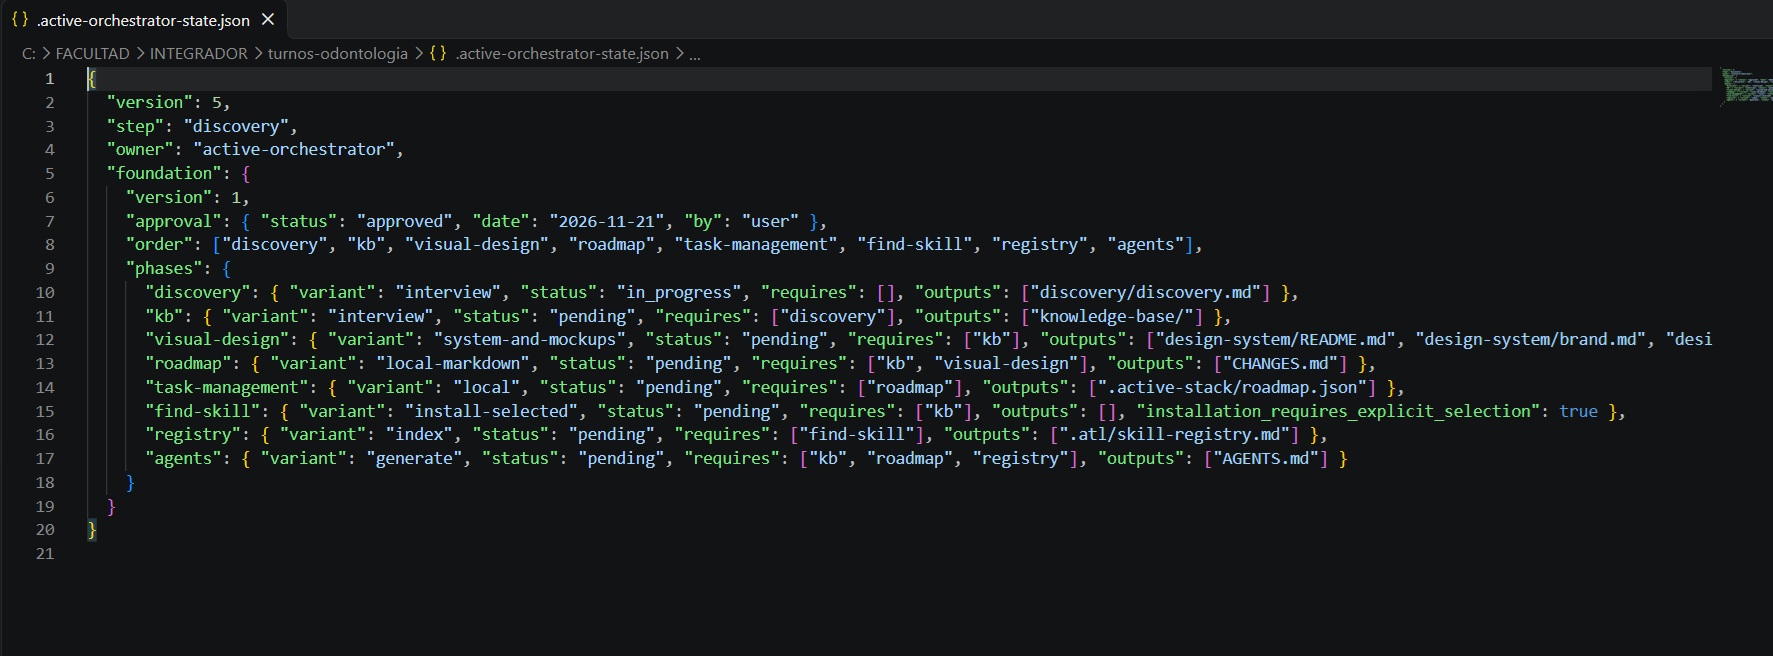 {} .active-orchestrator-state.json ×
C: > FACULTAD > INTEGRADOR > turnos-odontologia > {} .active-orchestrator-state.json > ...
1 {
2 "version": 5,
3 "step": "discovery",
4 "owner": "active-orchestrator",
5 "foundation": {
6 "version": 1,
7 "approval": { "status": "approved", "date": "2026-11-21", "by": "user" },
8 "order": ["discovery", "kb", "visual-design", "roadmap", "task-management", "find-skill", "registry", "agents"],
9 "phases": {
10 "discovery": { "variant": "interview", "status": "in_progress", "requires": [], "outputs": ["discovery/discovery.md"] },
11 "kb": { "variant": "interview", "status": "pending", "requires": ["discovery"], "outputs": ["knowledge-base/"] },
12 "visual-design": { "variant": "system-and-mockups", "status": "pending", "requires": ["kb"], "outputs": ["design-system/README.md", "design-system/brand.md", "desi
13 "roadmap": { "variant": "local-markdown", "status": "pending", "requires": ["kb", "visual-design"], "outputs": ["CHANGES.md"] },
14 "task-management": { "variant": "local", "status": "pending", "requires": ["roadmap"], "outputs": [".active-stack/roadmap.json"] },
15 "find-skill": { "variant": "install-selected", "status": "pending", "requires": ["kb"], "outputs": [], "installation_requires_explicit_selection": true },
16 "registry": { "variant": "index", "status": "pending", "requires": ["find-skill"], "outputs": [".atl/skill-registry.md"] },
17 "agents": { "variant": "generate", "status": "pending", "requires": ["kb", "roadmap", "registry"], "outputs": ["AGENTS.md"] }
18 }
19 }
20 }
21